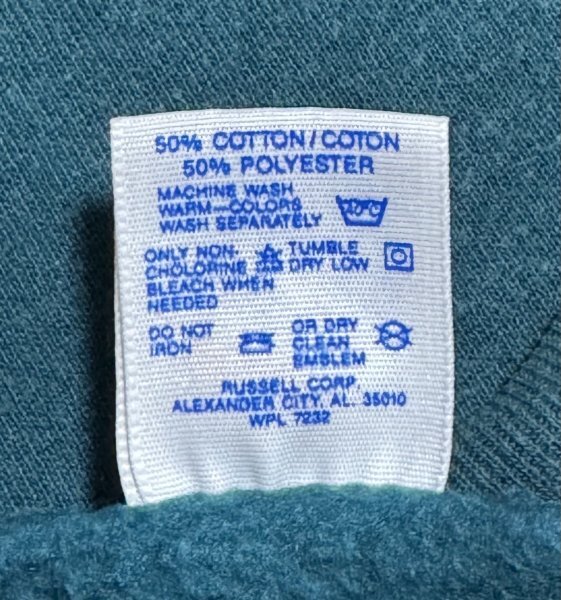 50% COTTON/COTON
50% POLYESTER
MACHINE WASH
WARM—COLORS
WASH SEPARATELY
ONLY NON
CHOLORINE
BLEACH WHEN
NEEDED
TUMBLE
DRY LOW
DO NOT
IRON
OR DRY
CLEAN
EMBLEM
RUSSELL CORP
ALEXANDER CITY, AL. 35010
WPL 7232